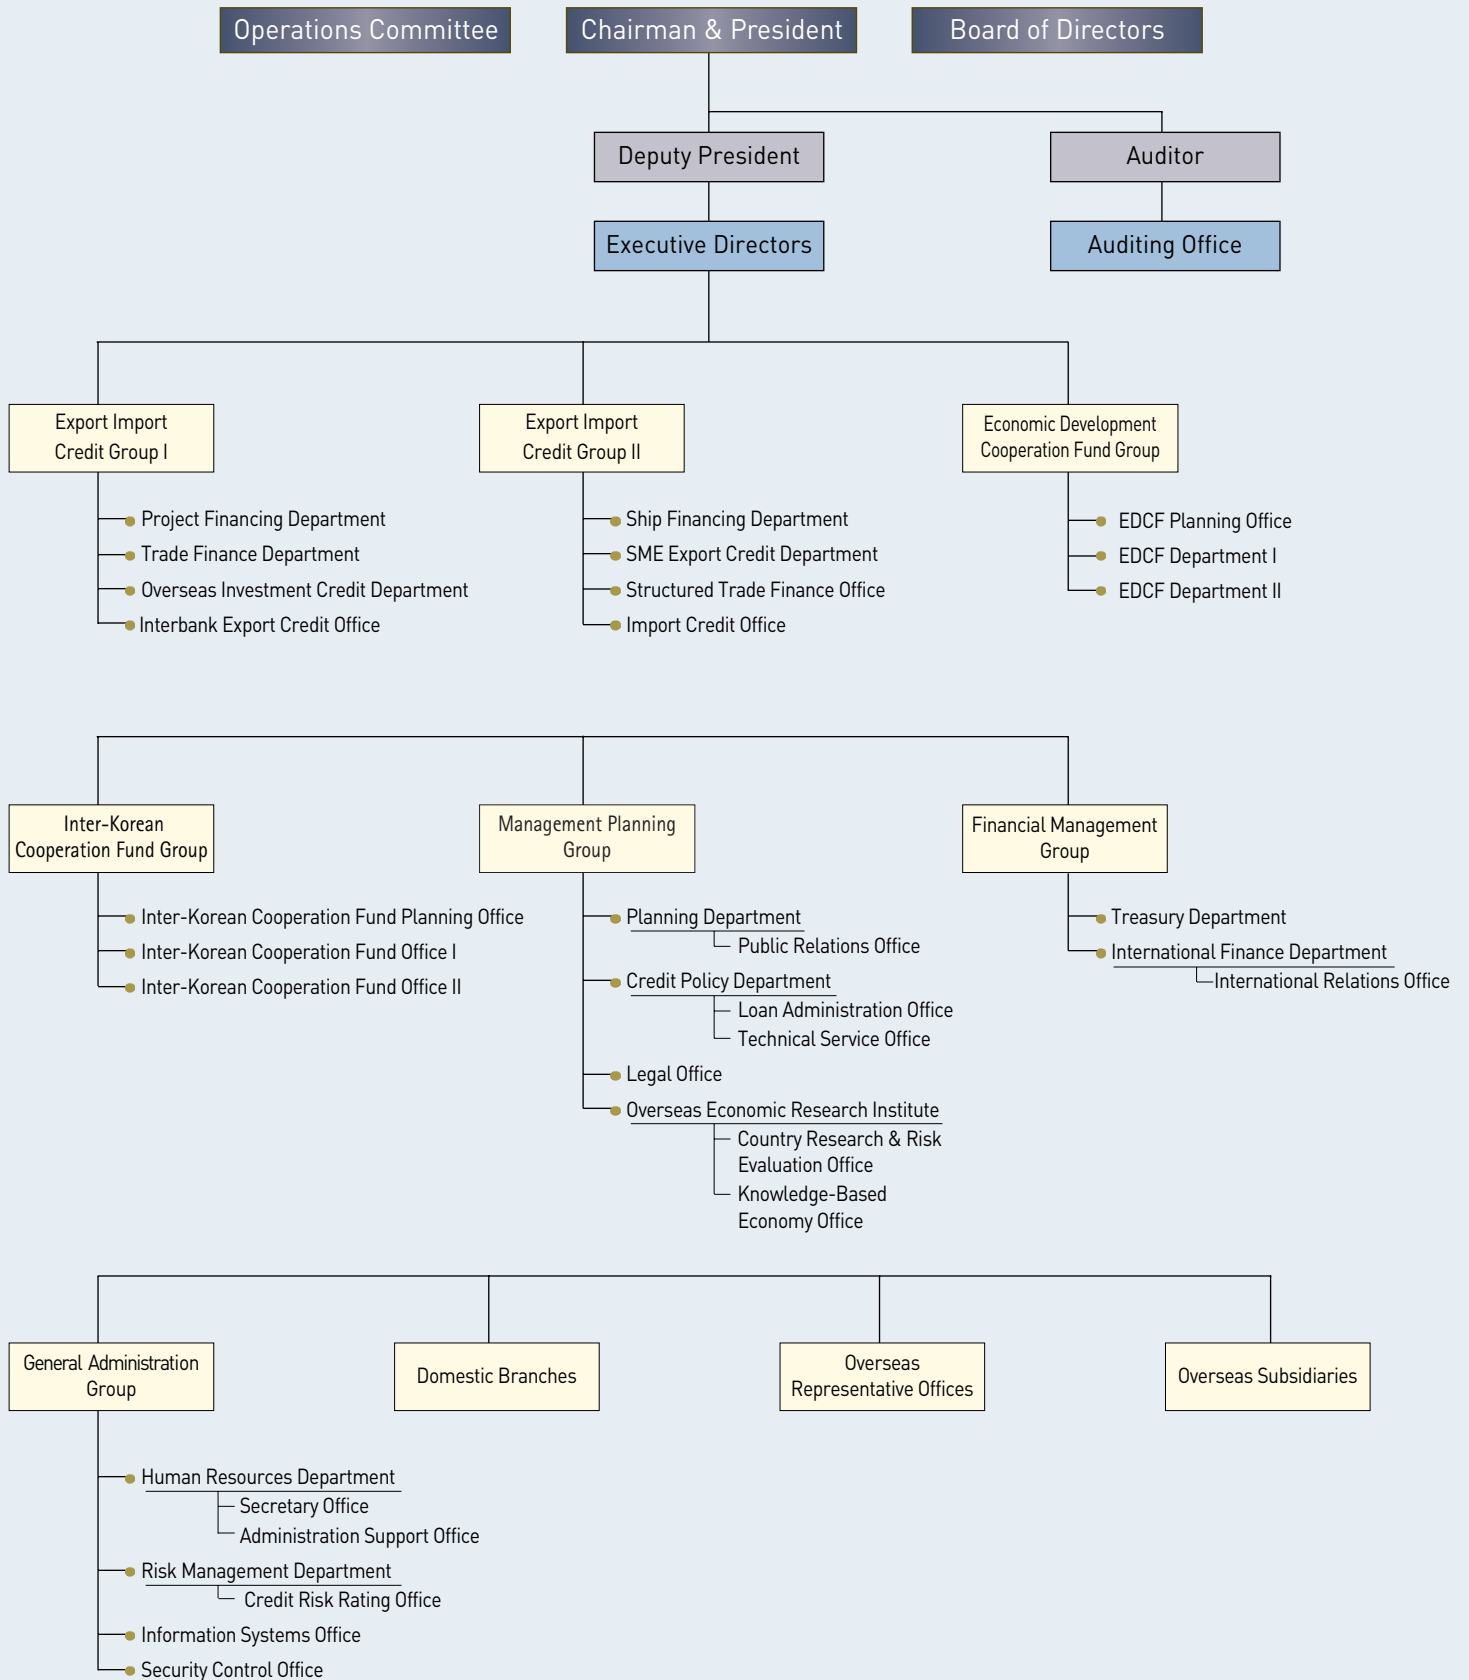 Operations Committee
Chairman & President
Board of Directors
Deputy President
Auditor
Executive Directors
Auditing Office
Export Import
Credit Group I
Export Import
Credit Group II
Economic Development
Cooperation Fund Group
Project Financing Department
Trade Finance Department
Overseas Investment Credit Department
Interbank Export Credit Office
Ship Financing Department
SME Export Credit Department
Structured Trade Finance Office
Import Credit Office
EDCF Planning Office
EDCF Department I
EDCF Department II
Inter-Korean
Cooperation Fund Group
Management Planning
Group
Financial Management
Group
Inter-Korean Cooperation Fund Planning Office
Inter-Korean Cooperation Fund Office I
Inter-Korean Cooperation Fund Office II
Planning Department
Public Relations Office
Credit Policy Department
Loan Administration Office
Technical Service Office
Legal Office
Overseas Economic Research Institute
Country Research & Risk
Evaluation Office
Knowledge-Based
Economy Office
Treasury Department
International Finance Department
International Relations Office
General Administration
Group
Domestic Branches
Overseas
Representative Offices
Overseas Subsidiaries
Human Resources Department
Secretary Office
Administration Support Office
Risk Management Department
Credit Risk Rating Office
Information Systems Office
Security Control Office